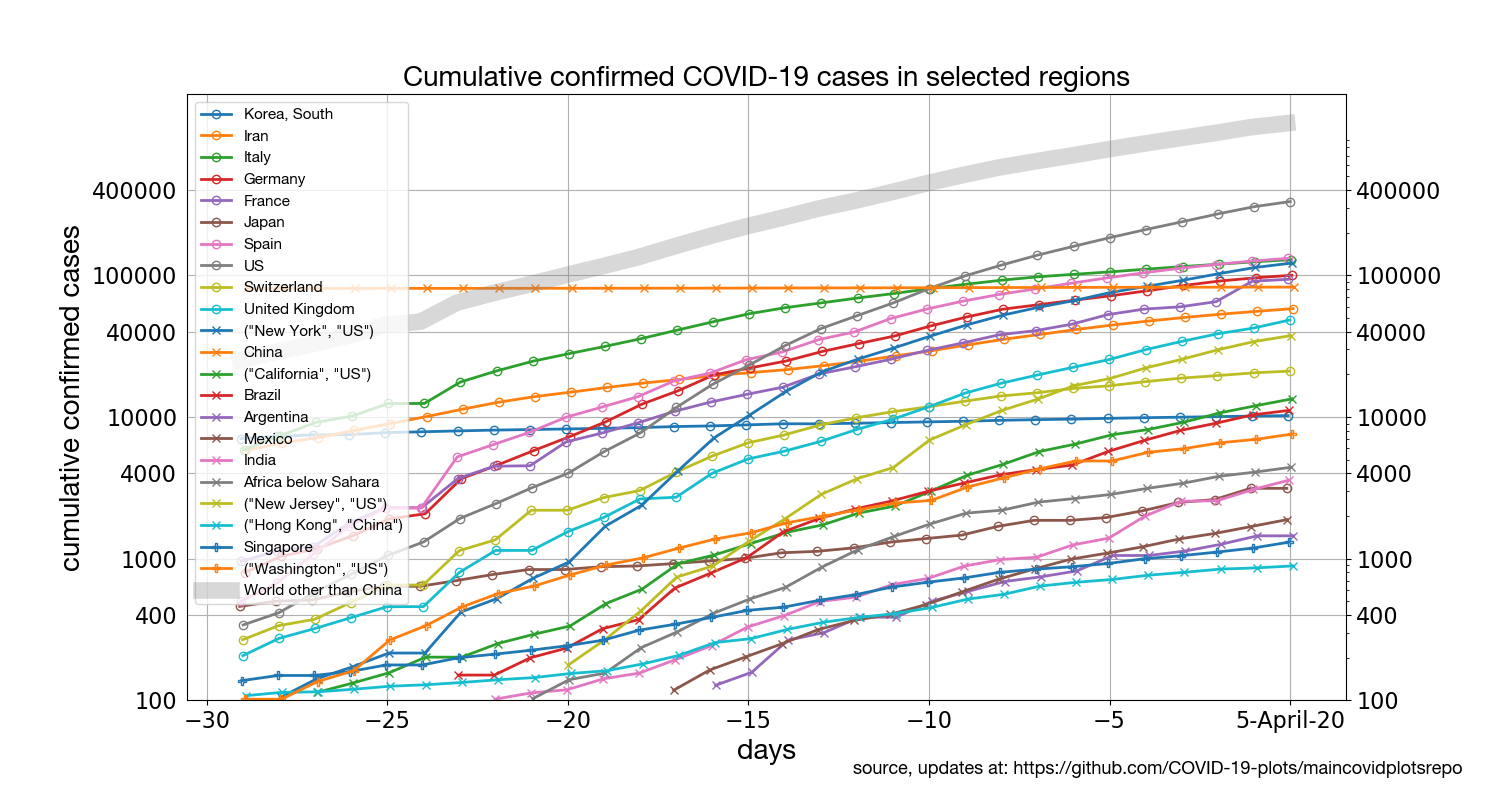 Cumulative confirmed COVID-19 cases in selected regions
cumulative confirmed cases
400000
100000
40000
10000
4000
1000
400
100
Korea, South
Iran
Italy
Germany
France
Japan
Spain
US
Switzerland
United Kingdom
("New York", "US")
China
("California", "US")
Brazil
Argentina
Mexico
India
Africa below Sahara
("New Jersey", "US")
("Hong Kong", "China")
Singapore
("Washington", "US")
World other than China
400000
100000
40000
10000
4000
1000
400
100
−30 −25 −20 −15 −10 −5 5-April-20
days
source, updates at: https://github.com/COVID-19-plots/maincovidplotsrepo